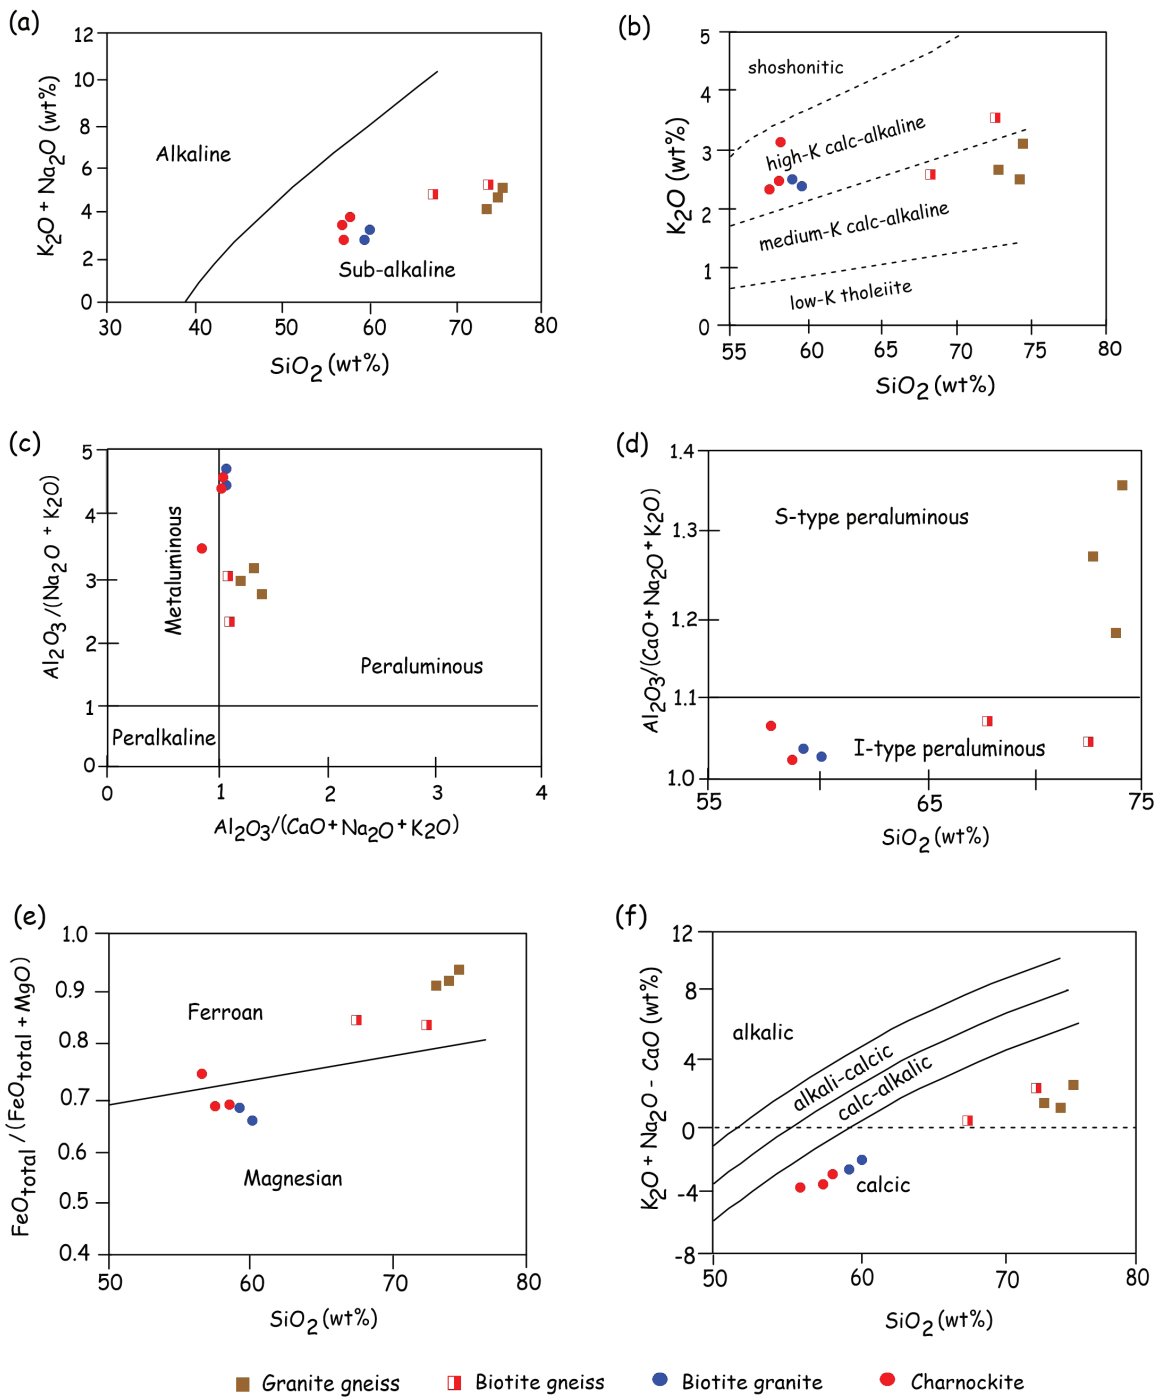 (a)
12
10
8
6
4
2
0
K2O + Na2O (wt%)
Alkaline
Sub-alkaline
30 40 50 60 70 80
SiO2 (wt%)
(b)
5
4
3
2
1
0
K2O (wt%)
shoshonitic
high-K calc-alkaline
medium-K calc-alkaline
low-K tholeiite
55 60 65 70 75 80
SiO2 (wt%)
(c)
5
4
3
2
1
0
Al2O3/(Na2O + K2O)
Metaluminous
Peraluminous
Peralkaline
0 1 2 3 4
Al2O3/(CaO+Na2O+K2O)
(d)
1.4
1.3
1.2
1.1
1.0
Al2O3/(CaO+Na2O+K2O)
S-type peraluminous
I-type peraluminous
55 65 75
SiO2 (wt%)
(e)
1.0
0.9
0.8
0.7
0.6
0.5
0.4
FeOtotal / (FeOtotal + MgO)
Ferroan
Magnesian
50 60 70 80
SiO2 (wt%)
(f)
12
8
4
0
-4
-8
K2O + Na2O - CaO (wt%)
alkalic
alkali-calcic
calc-alkalic
calcic
50 60 70 80
SiO2 (wt%)
Granite gneiss Biotite gneiss Biotite granite Charnockite